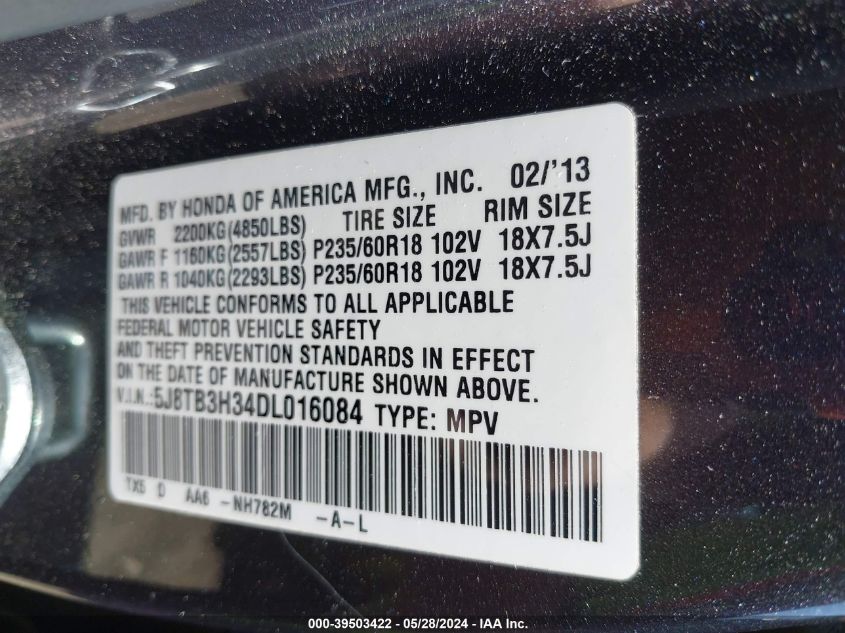 MFD. BY HONDA OF AMERICA MFG., INC. 02/'13
GVWR 2200KG(4850LBS) TIRE SIZE RIM SIZE
GAWR F 1160KG(2557LBS) P235/60R18 102V 18X7.5J
GAWR R 1040KG(2293LBS) P235/60R18 102V 18X7.5J
THIS VEHICLE CONFORMS TO ALL APPLICABLE
FEDERAL MOTOR VEHICLE SAFETY
AND THEFT PREVENTION STANDARDS IN EFFECT
ON THE DATE OF MANUFACTURE SHOWN ABOVE.
V.I.N.:5J8TB3H34DL016084 TYPE: MPV
TX5 D AA6 -NH782M -A-L
000-39503422 - 05/28/2024 - IAA Inc.